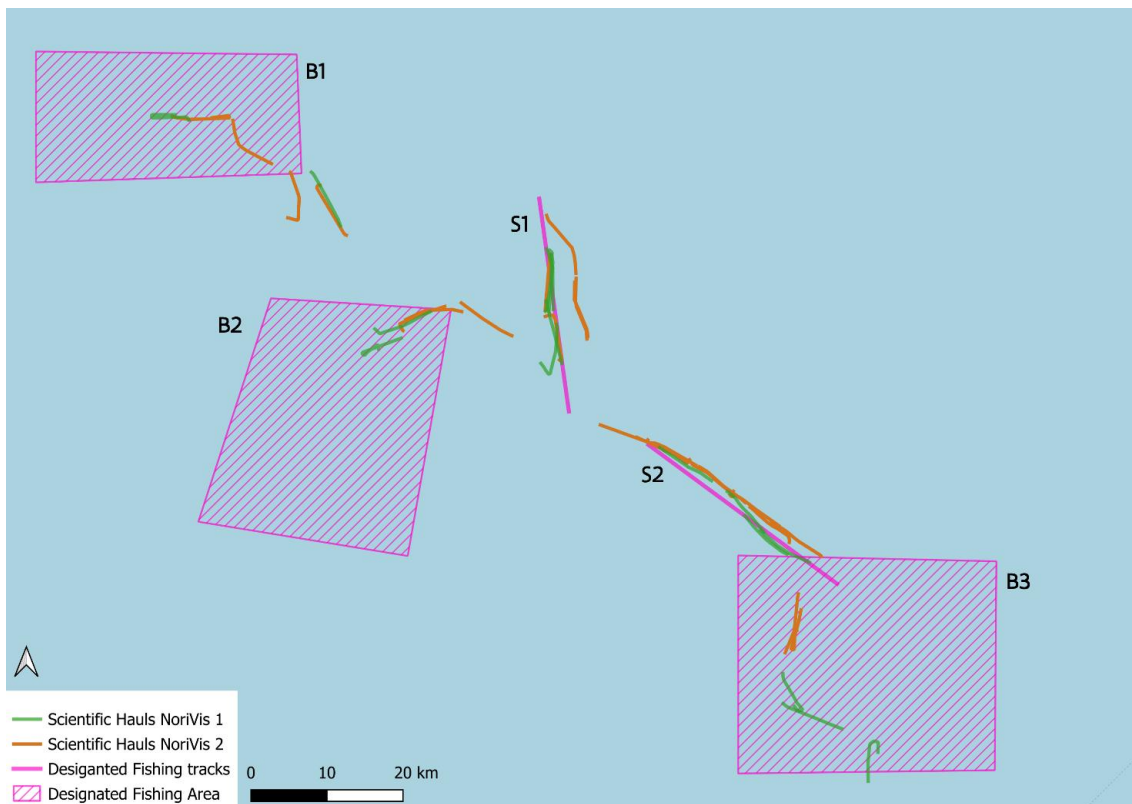 B1
S1
B2
S2
B3
Scientific Hauls NoriVis 1
Scientific Hauls NoriVis 2
Desiganted Fishing tracks
Designated Fishing Area
0 10 20 km